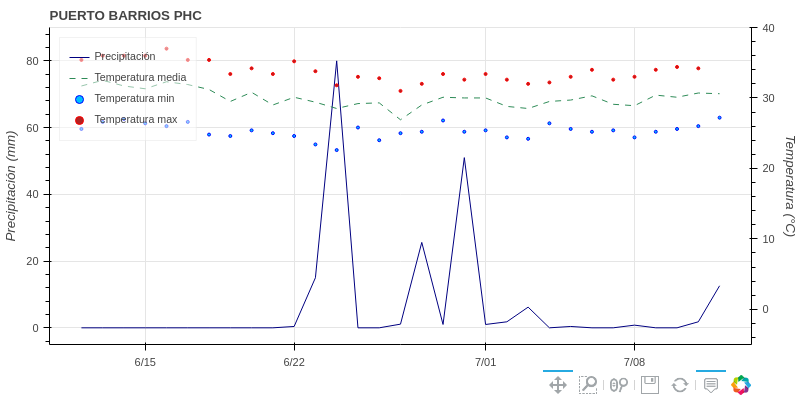 PUERTO BARRIOS PHC
Precipitación
Temperatura media
Temperatura min
Temperatura max
Precipitación (mm)
80
60
40
20
0
Temperatura (°C)
40
30
20
10
0
6/15
6/22
7/01
7/08